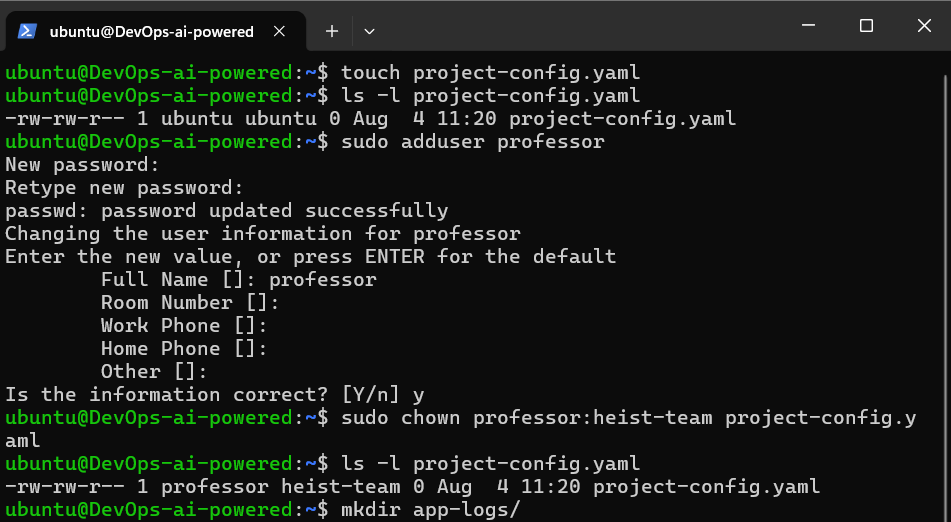 ubuntu@DevOps-ai-powered
ubuntu@DevOps-ai-powered:~$ touch project-config.yaml
ubuntu@DevOps-ai-powered:~$ ls -l project-config.yaml
-rw-rw-r-- 1 ubuntu ubuntu 0 Aug  4 11:20 project-config.yaml
ubuntu@DevOps-ai-powered:~$ sudo adduser professor
New password:
Retype new password:
passwd: password updated successfully
Changing the user information for professor
Enter the new value, or press ENTER for the default
        Full Name []: professor
        Room Number []:
        Work Phone []:
        Home Phone []:
        Other []:
Is the information correct? [Y/n] y
ubuntu@DevOps-ai-powered:~$ sudo chown professor:heist-team project-config.y
aml
ubuntu@DevOps-ai-powered:~$ ls -l project-config.yaml
-rw-rw-r-- 1 professor heist-team 0 Aug  4 11:20 project-config.yaml
ubuntu@DevOps-ai-powered:~$ mkdir app-logs/